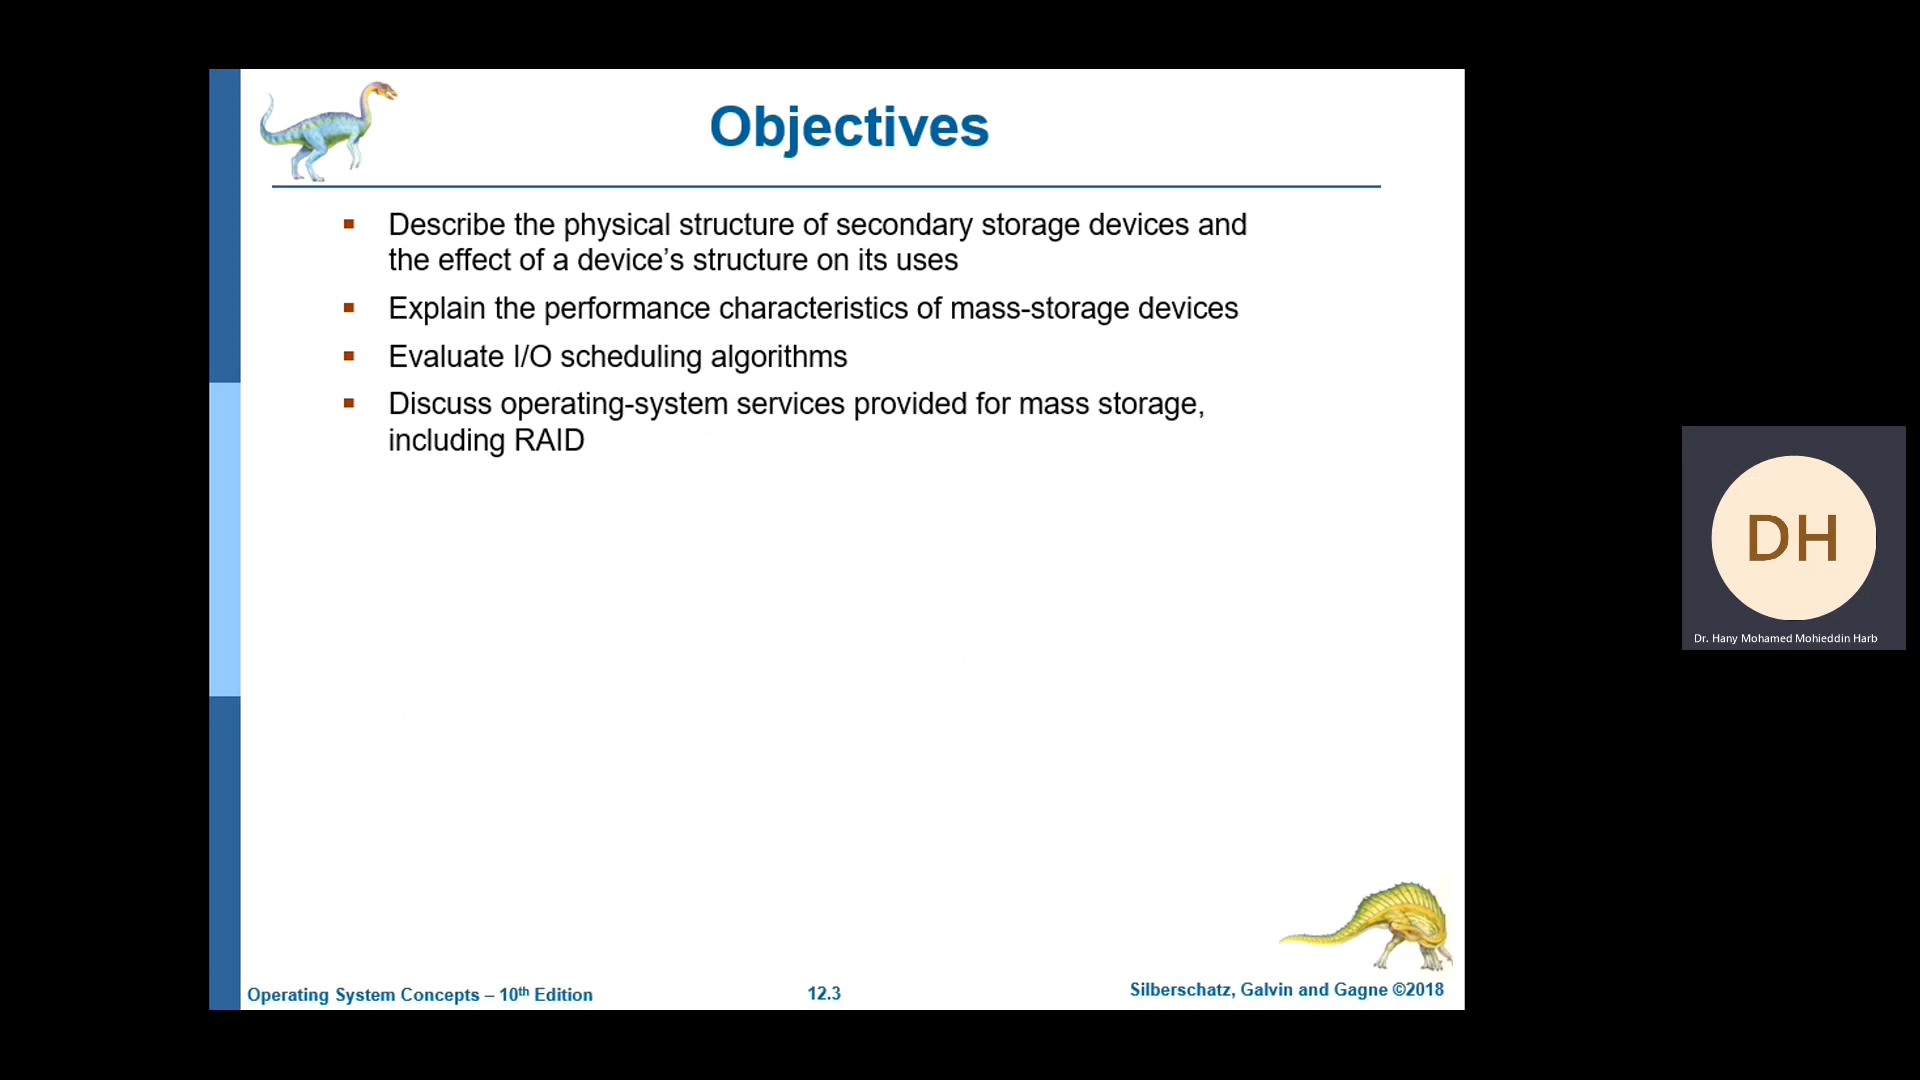 Objectives
Describe the physical structure of secondary storage devices and
the effect of a device’s structure on its uses
Explain the performance characteristics of mass-storage devices
Evaluate I/O scheduling algorithms
Discuss operating-system services provided for mass storage,
including RAID
DH
Dr. Hany Mohamed Mohieddin Harb
Operating System Concepts – 10th Edition
12.3
Silberschatz, Galvin and Gagne ©2018